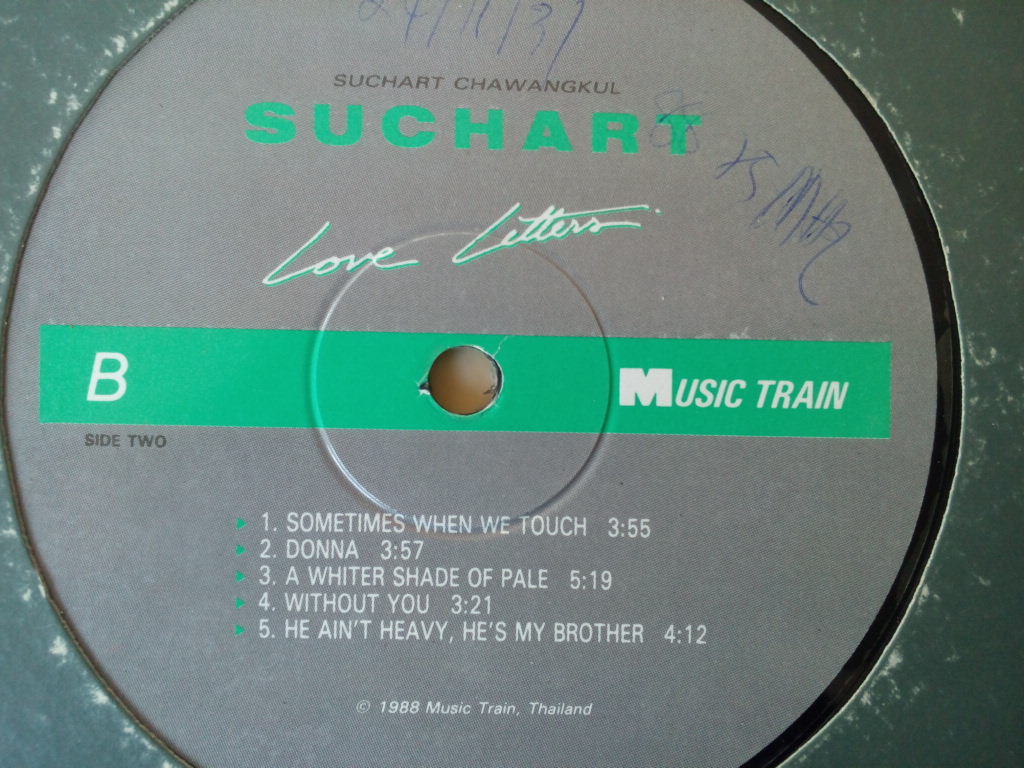 SUCHART CHAWANGKUL
SUCHART
Love Letters
B
MUSIC TRAIN
SIDE TWO
1. SOMETIMES WHEN WE TOUCH 3:55
2. DONNA 3:57
3. A WHITER SHADE OF PALE 5:19
4. WITHOUT YOU 3:21
5. HE AIN'T HEAVY, HE'S MY BROTHER 4:12
© 1988 Music Train, Thailand